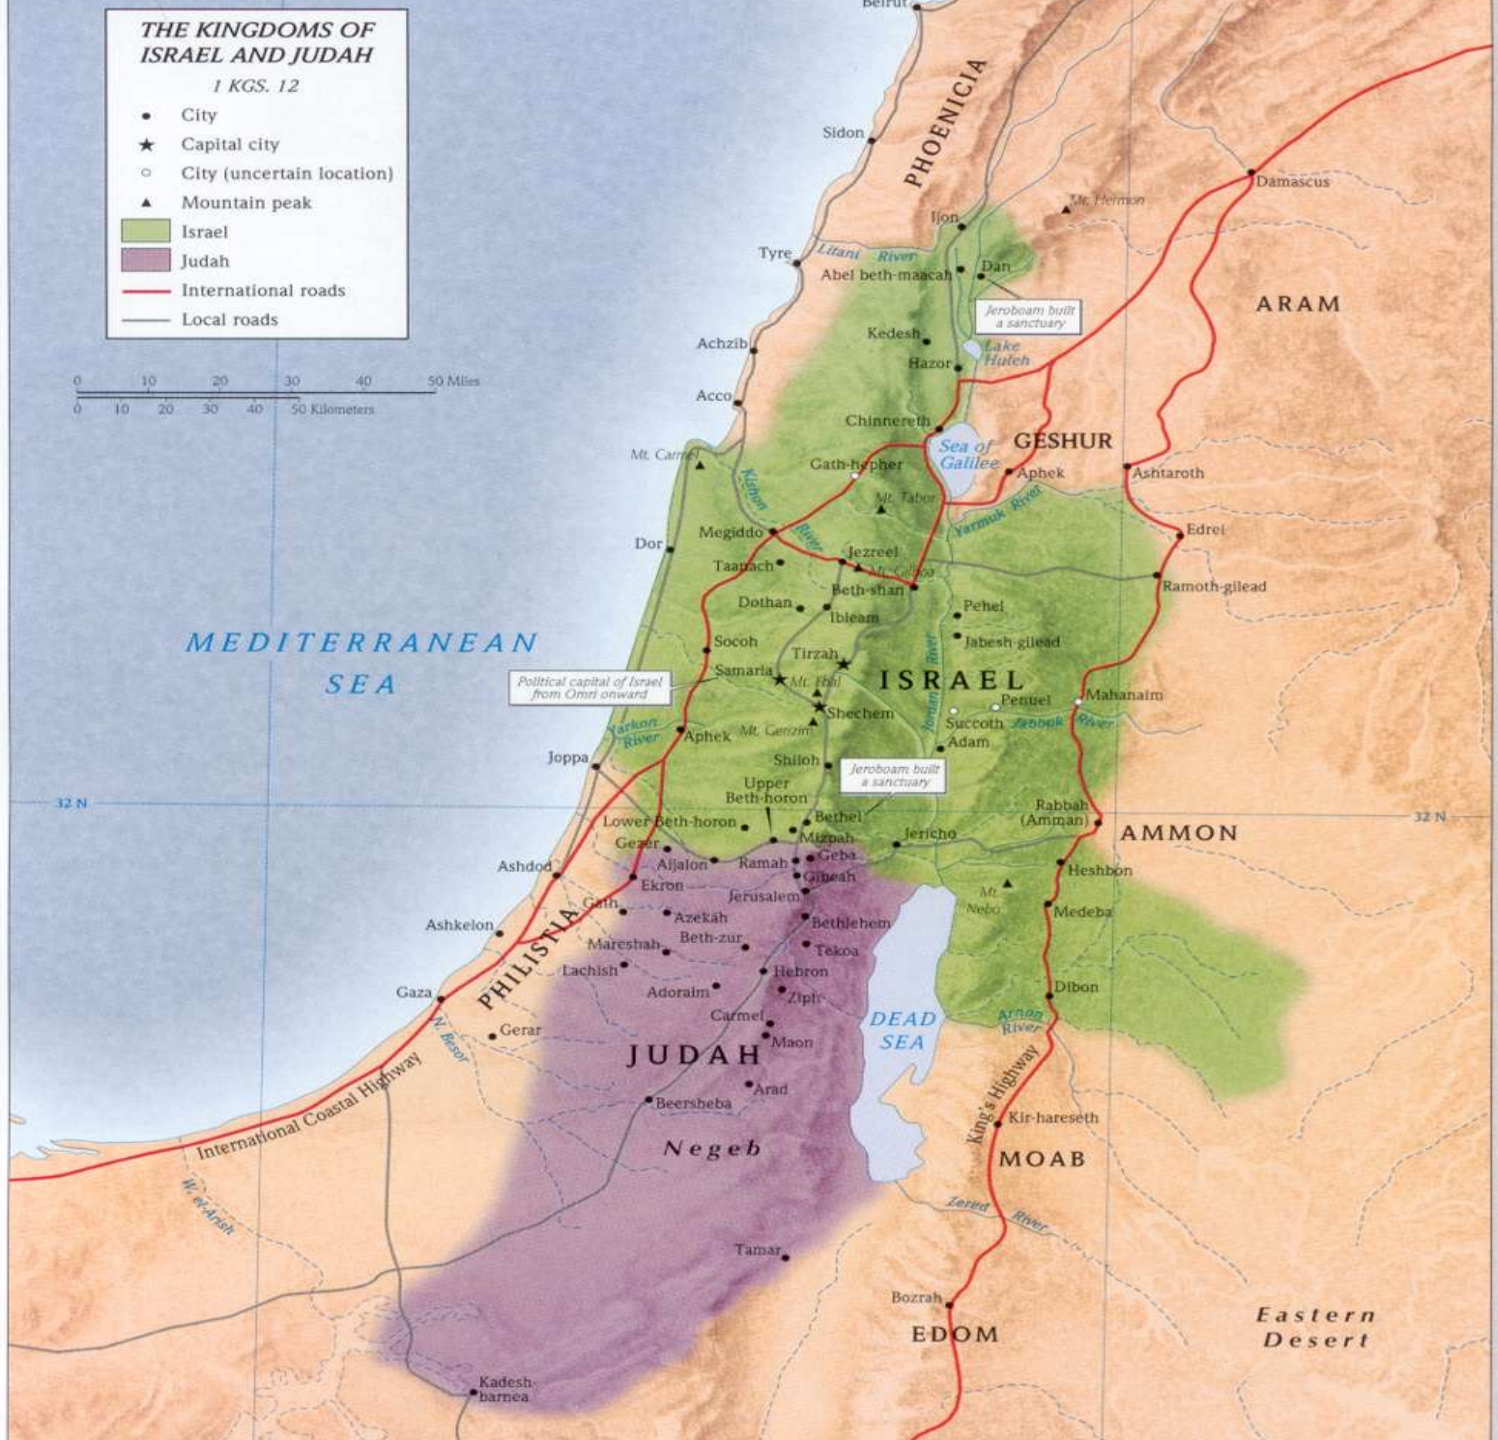 THE KINGDOMS OF
ISRAEL AND JUDAH
1 KGS. 12
City
Capital city
City (uncertain location)
Mountain peak
Israel
Judah
International roads
Local roads
0 10 20 30 40 50 Miles
0 10 20 30 40 50 Kilometers
Beirut
PHOENICIA
Sidon
Damascus
Mt. Hermon
Ijon
Tyre
Litani River
Abel beth-maacah
Dan
ARAM
Jeroboam built
a sanctuary
Kedesh
Achzib
Lake
Huleh
Hazor
Acco
Chinnereth
GESHUR
Sea of
Galilee
Mt. Carmel
Gath-hepher
Aphek
Ashtaroth
Kishon
River
Mt. Tabor
Yarmuk River
Megiddo
Edrei
Dor
Jezreel
Taanach
Mt. Gilboa
Beth-shan
Ramoth-gilead
Dothan
Ibleam
Pehel
MEDITERRANEAN
SEA
Socoh
Jabesh-gilead
Tirzah
Samaria
Mt. Ebal
ISRAEL
Jordan River
Political capital of Israel
from Omri onward
Penuel
Mahanaim
Shechem
Succoth
Jabbok River
Yarkon
River
Aphek
Mt. Gerizim
Adam
Joppa
Shiloh
Jeroboam built
a sanctuary
Upper
Beth-horon
32 N
32 N
Rabbah
(Amman)
AMMON
Lower Beth-horon
Bethel
Mizpah
Jericho
Gezer
Aijalon
Ramah
Geba
Ashdod
Heshbon
Ekron
Gibeah
Jerusalem
Mt.
Nebo
Gath
Azekah
Medeba
Ashkelon
Bethlehem
PHILISTIA
Mareshah
Beth-zur
Tekoa
Lachish
Hebron
Gaza
Adoraim
Ziph
Dibon
Carmel
DEAD
SEA
Arnon
River
N. Besor
Gerar
Maon
JUDAH
King's Highway
International Coastal Highway
Arad
Beersheba
Kir-hareseth
Negeb
MOAB
W. el-Arish
Zered River
Tamar
Bozrah
EDOM
Eastern
Desert
Kadesh-
barnea